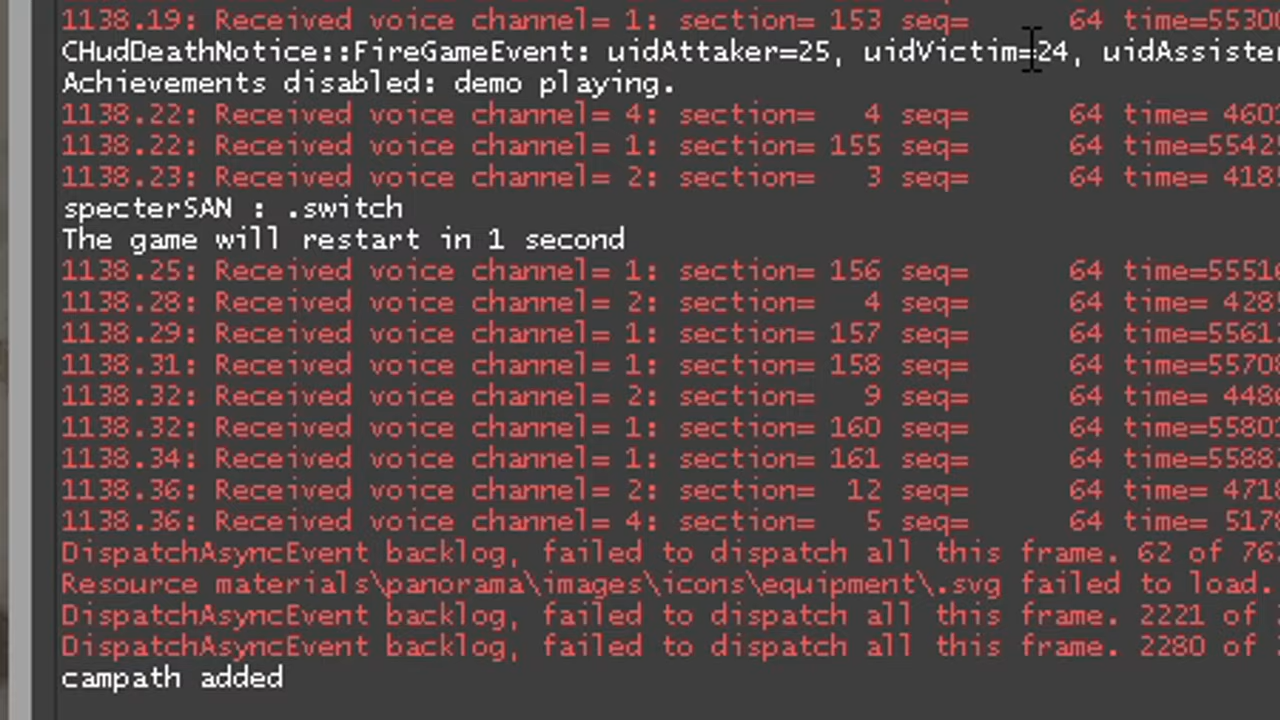 1138.19: Received voice channel= 1: section= 153 seq= 64 time=55300
CHudDeathNotice::FireGameEvent: uidAttaker=25, uidVictim=24, uidAssister
Achievements disabled: demo playing.
1138.22: Received voice channel= 4: section= 4 seq= 64 time= 460
1138.22: Received voice channel= 1: section= 155 seq= 64 time=5542
1138.23: Received voice channel= 2: section= 3 seq= 64 time= 418
specterSAN : .switch
The game will restart in 1 second
1138.25: Received voice channel= 1: section= 156 seq= 64 time=5551
1138.28: Received voice channel= 2: section= 4 seq= 64 time= 428
1138.29: Received voice channel= 1: section= 157 seq= 64 time=5561
1138.31: Received voice channel= 1: section= 158 seq= 64 time=5570
1138.32: Received voice channel= 2: section= 9 seq= 64 time= 448
1138.32: Received voice channel= 1: section= 160 seq= 64 time=5580
1138.34: Received voice channel= 1: section= 161 seq= 64 time=5588
1138.36: Received voice channel= 2: section= 12 seq= 64 time= 471
1138.36: Received voice channel= 4: section= 5 seq= 64 time= 517
DispatchAsyncEvent backlog, failed to dispatch all this frame. 62 of 76
Resource materials\panorama\images\icons\equipment\.svg failed to load.
DispatchAsyncEvent backlog, failed to dispatch all this frame. 2221 of
DispatchAsyncEvent backlog, failed to dispatch all this frame. 2280 of
campath added